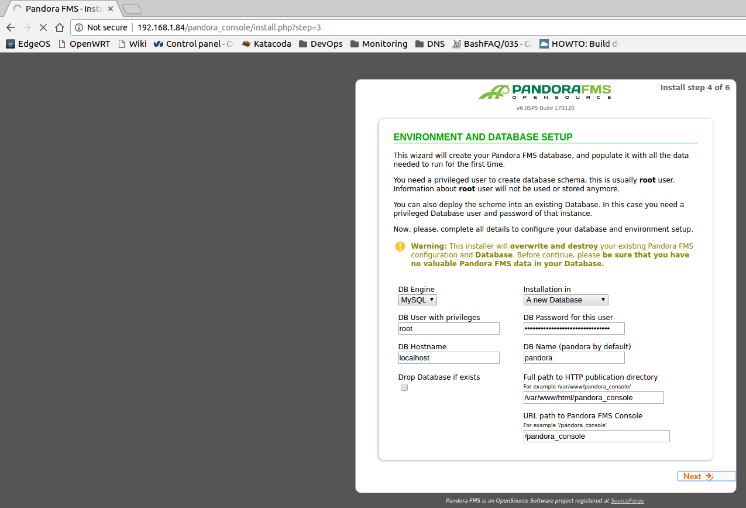 Pandora FMS - Insta
Not secure | 192.168.1.84/pandora_console/install.php?step=3
EdgeOS OpenWRT Wiki Control panel - Katacoda DevOps Monitoring DNS BashFAQ/035 - HOWTO: Build
PANDORAFMS
OPENSOURCE
v6.0SP5 Build 170120
Install step 4 of 6
ENVIRONMENT AND DATABASE SETUP
This wizard will create your Pandora FMS database, and populate it with all the data
needed to run for the first time.
You need a privileged user to create database schema, this is usually root user.
Information about root user will not be used or stored anymore.
You can also deploy the scheme into an existing Database. In this case you need a
privileged Database user and password of that instance.
Now, please, complete all details to configure your database and environment setup.
Warning: This installer will overwrite and destroy your existing Pandora FMS
configuration and Database. Before continue, please be sure that you have
no valuable Pandora FMS data in your Database.
DB Engine Installation in
MySQL A new Database
DB User with privileges DB Password for this user
root
DB Hostname DB Name (pandora by default)
localhost pandora
Drop Database if exists Full path to HTTP publication directory
For example /var/www/pandora_console/
/var/www/html/pandora_console
URL path to Pandora FMS Console
For example '/pandora_console'
/pandora_console
Next
Pandora FMS is an OpenSource Software project registered at SourceForge